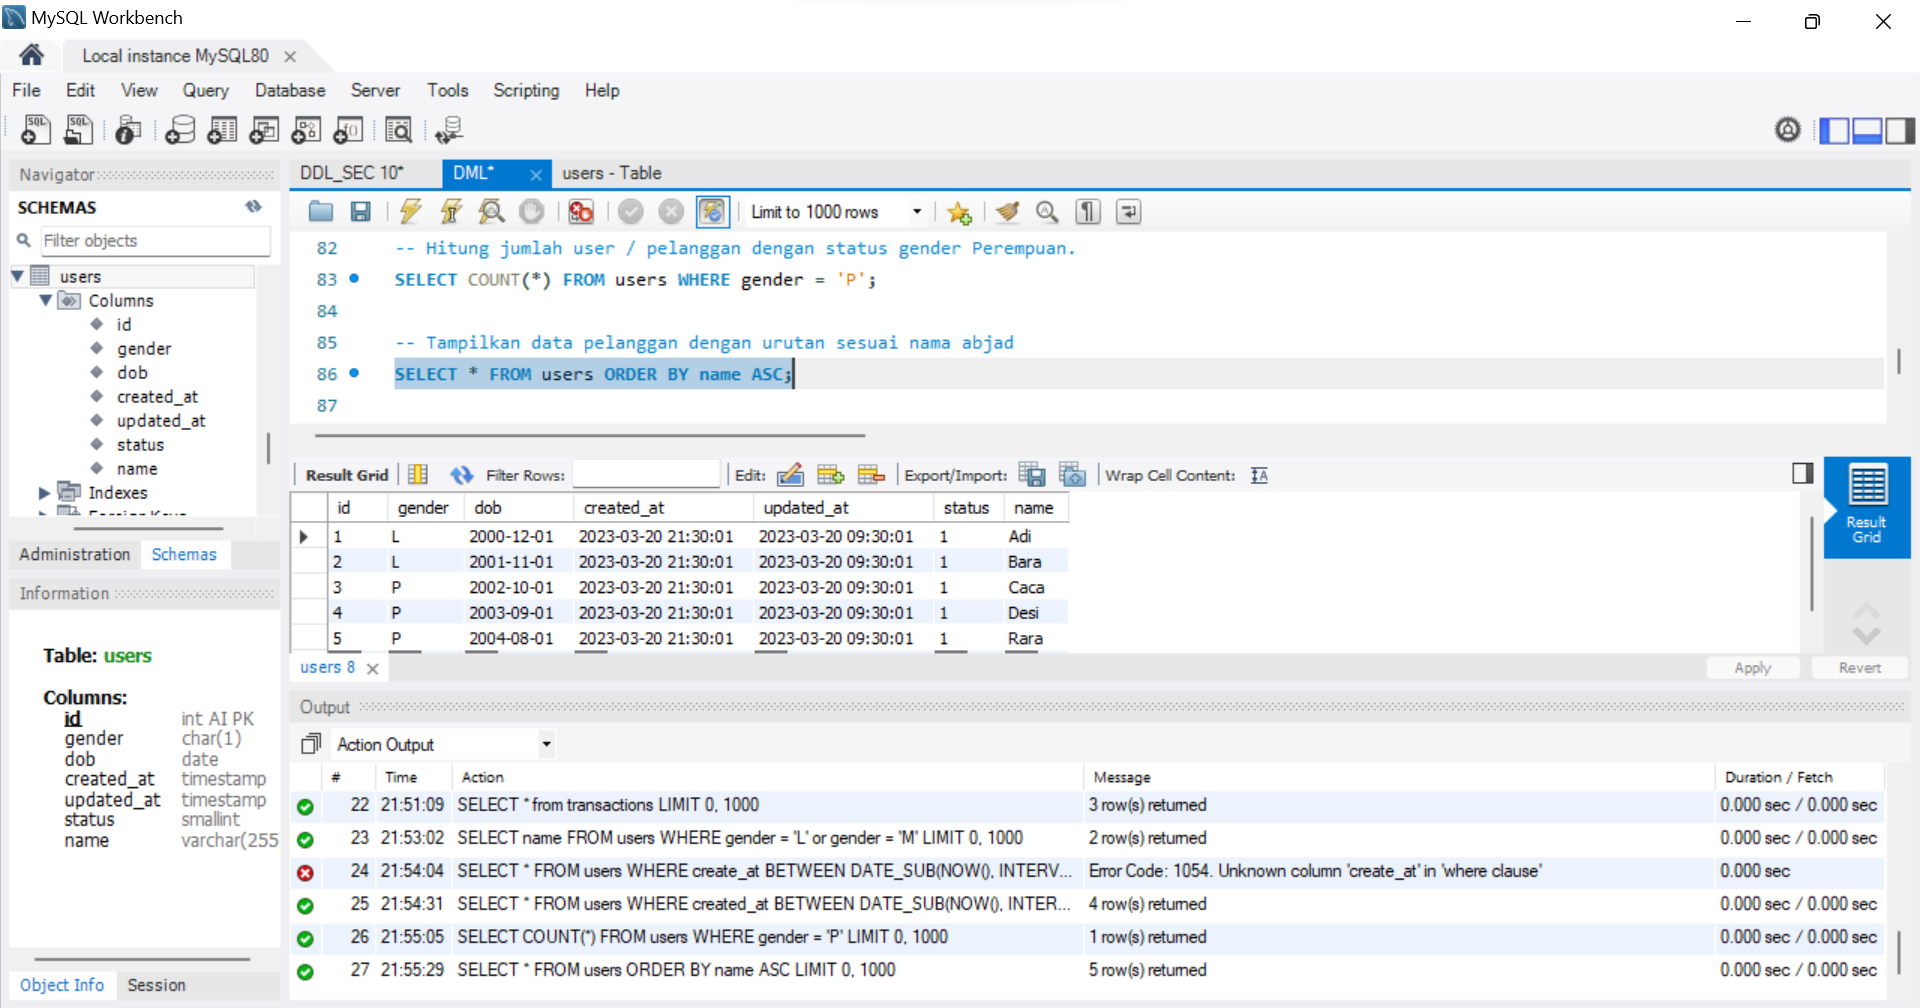 MySQL Workbench
Local instance MySQL80
File Edit View Query Database Server Tools Scripting Help
Navigator
SCHEMAS
Filter objects
users
Columns
id
gender
dob
created_at
updated_at
status
name
Indexes
Administration Schemas
Information
Table: users
Columns:
id int AI PK
gender char(1)
dob date
created_at timestamp
updated_at timestamp
status smallint
name varchar(255
Object Info Session
DDL_SEC 10* DML* users - Table
Limit to 1000 rows
82 -- Hitung jumlah user / pelanggan dengan status gender Perempuan.
83 SELECT COUNT(*) FROM users WHERE gender = 'P';
84
85 -- Tampilkan data pelanggan dengan urutan sesuai nama abjad
86 SELECT * FROM users ORDER BY name ASC;
87
Result Grid Filter Rows: Edit: Export/Import: Wrap Cell Content:
id gender dob created_at updated_at status name
1 L 2000-12-01 2023-03-20 21:30:01 2023-03-20 09:30:01 1 Adi
2 L 2001-11-01 2023-03-20 21:30:01 2023-03-20 09:30:01 1 Bara
3 P 2002-10-01 2023-03-20 21:30:01 2023-03-20 09:30:01 1 Caca
4 P 2003-09-01 2023-03-20 21:30:01 2023-03-20 09:30:01 1 Desi
5 P 2004-08-01 2023-03-20 21:30:01 2023-03-20 09:30:01 1 Rara
Result
Grid
users 8
Apply Revert
Output
Action Output
# Time Action Message Duration / Fetch
22 21:51:09 SELECT * from transactions LIMIT 0, 1000 3 row(s) returned 0.000 sec / 0.000 sec
23 21:53:02 SELECT name FROM users WHERE gender = 'L' or gender = 'M' LIMIT 0, 1000 2 row(s) returned 0.000 sec / 0.000 sec
24 21:54:04 SELECT * FROM users WHERE create_at BETWEEN DATE_SUB(NOW(), INTERV... Error Code: 1054. Unknown column 'create_at' in 'where clause' 0.000 sec
25 21:54:31 SELECT * FROM users WHERE created_at BETWEEN DATE_SUB(NOW(), INTER... 4 row(s) returned 0.000 sec / 0.000 sec
26 21:55:05 SELECT COUNT(*) FROM users WHERE gender = 'P' LIMIT 0, 1000 1 row(s) returned 0.000 sec / 0.000 sec
27 21:55:29 SELECT * FROM users ORDER BY name ASC LIMIT 0, 1000 5 row(s) returned 0.000 sec / 0.000 sec